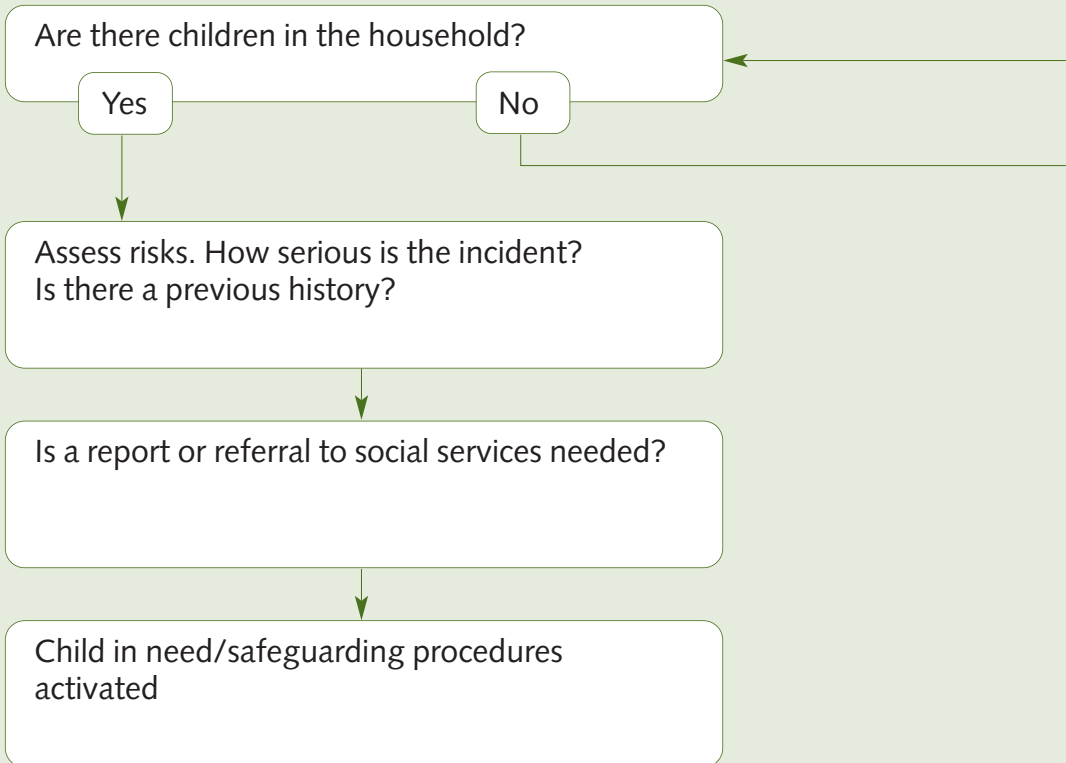 Are there children in the household?
Yes
No
Assess risks. How serious is the incident?
Is there a previous history?
Is a report or referral to social services needed?
Child in need/safeguarding procedures
activated